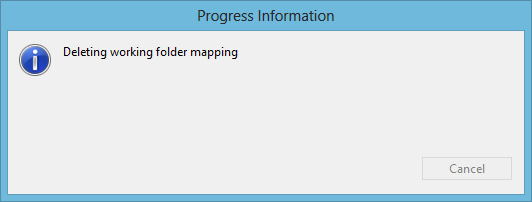 Progress Information
Deleting working folder mapping
Cancel